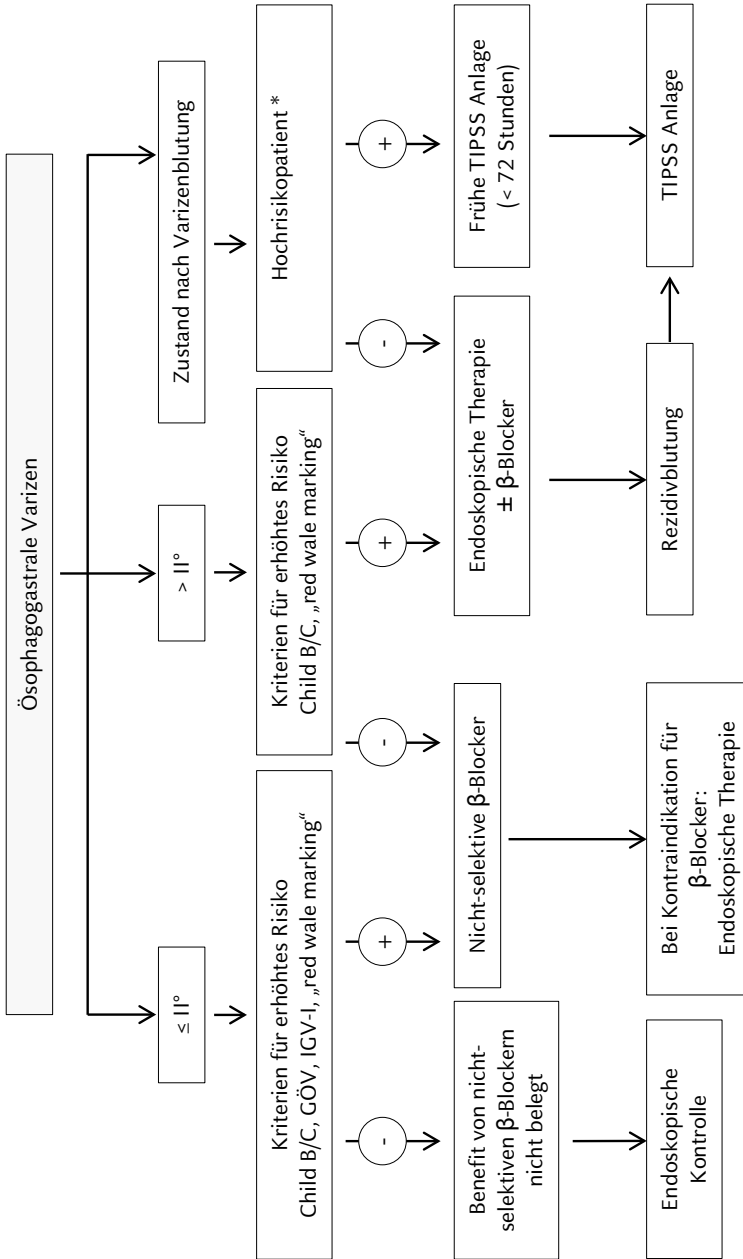 Ösophagogastrale Varizen
≤ II°
> II°
Zustand nach Varizenblutung
Kriterien für erhöhtes Risiko
Child B/C, GÖV, IGV-I, „red wale marking“
Kriterien für erhöhtes Risiko
Child B/C, „red wale marking“
Hochrisikopatient *
-
+
-
+
-
+
Benefit von nicht-
selektiven β-Blockern
nicht belegt
Nicht-selektive β-Blocker
Endoskopische Therapie
± β-Blocker
Frühe TIPSS Anlage
(< 72 Stunden)
Endoskopische
Kontrolle
Bei Kontraindikation für
β-Blocker:
Endoskopische Therapie
Rezidivblutung
TIPSS Anlage